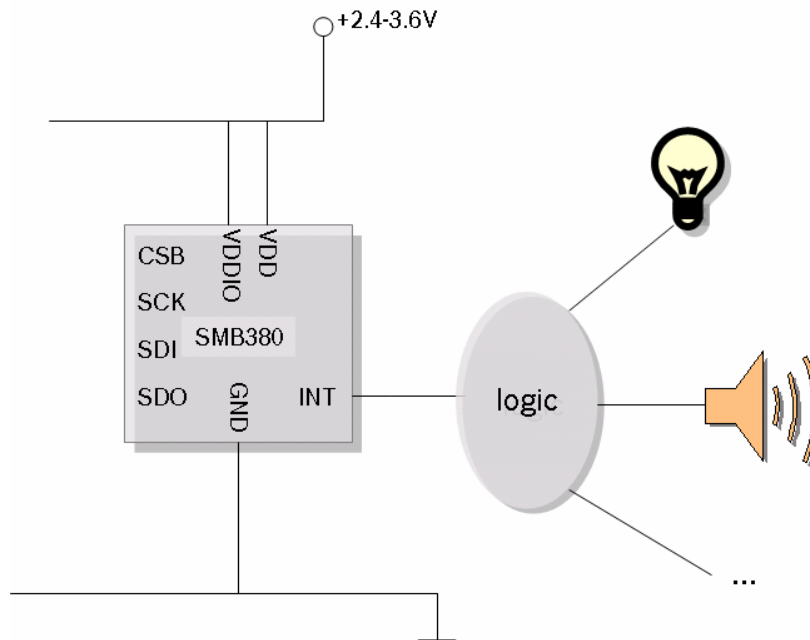 +2.4-3.6V
CSB
VDDIO
VDD
SCK
SMB380
SDI
SDO
GND
INT
logic
...